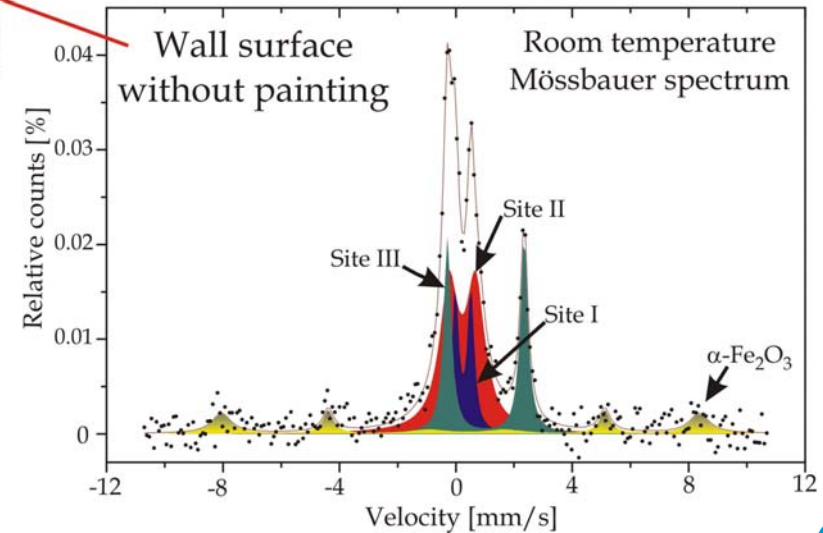 Wall surface
without painting
Room temperature
Mössbauer spectrum
Relative counts [%]
0.04
0.03
0.02
0.01
0
Site II
Site III
Site I
α-Fe₂O₃
-12
-8
-4
0
4
8
12
Velocity [mm/s]